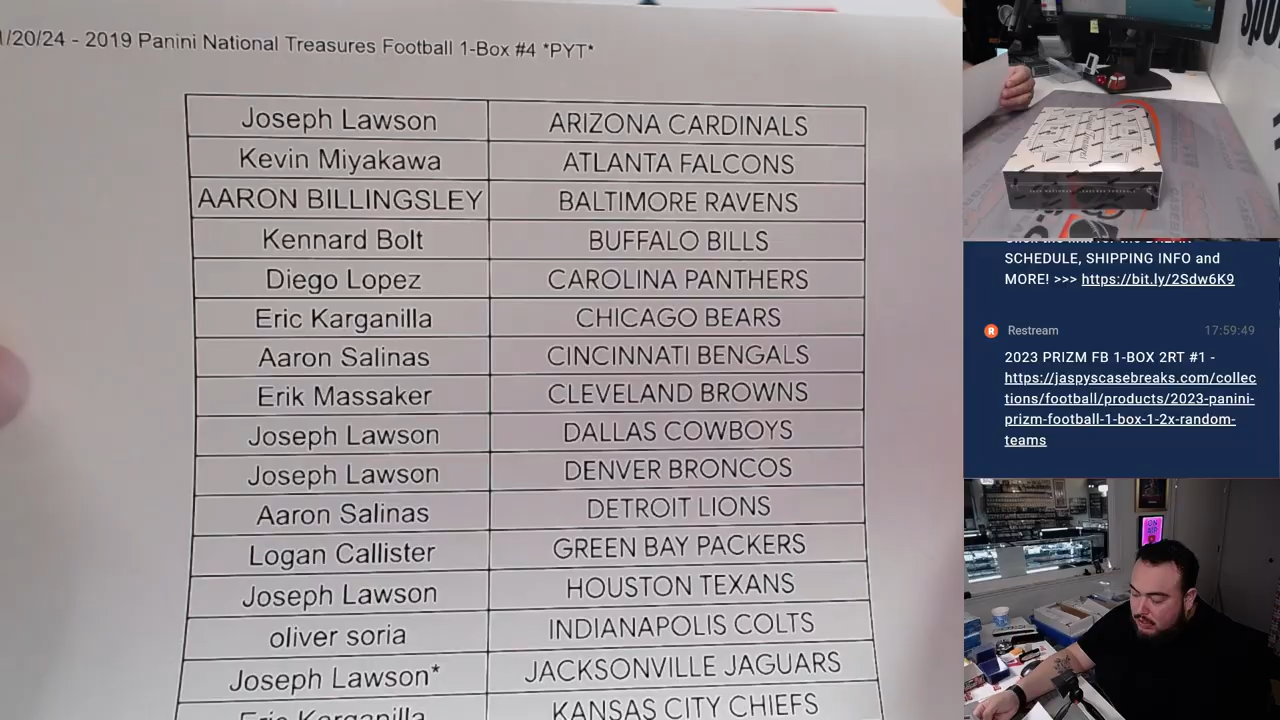 /20/24 - 2019 Panini National Treasures Football 1-Box #4 *PYT*
Joseph Lawson ARIZONA CARDINALS
Kevin Miyakawa ATLANTA FALCONS
AARON BILLINGSLEY BALTIMORE RAVENS
Kennard Bolt BUFFALO BILLS
Diego Lopez CAROLINA PANTHERS
Eric Karganilla CHICAGO BEARS
Aaron Salinas CINCINNATI BENGALS
Erik Massaker CLEVELAND BROWNS
Joseph Lawson DALLAS COWBOYS
Joseph Lawson DENVER BRONCOS
Aaron Salinas DETROIT LIONS
Logan Callister GREEN BAY PACKERS
Joseph Lawson HOUSTON TEXANS
oliver soria INDIANAPOLIS COLTS
Joseph Lawson* JACKSONVILLE JAGUARS
Eric Karganilla KANSAS CITY CHIEFS
SCHEDULE, SHIPPING INFO and
MORE! >>> https://bit.ly/2Sdw6K9
R Restream 17:59:49
2023 PRIZM FB 1-BOX 2RT #1 -
https://jaspyscasebreaks.com/collec
tions/football/products/2023-panini-
prizm-football-1-box-1-2x-random-
teams